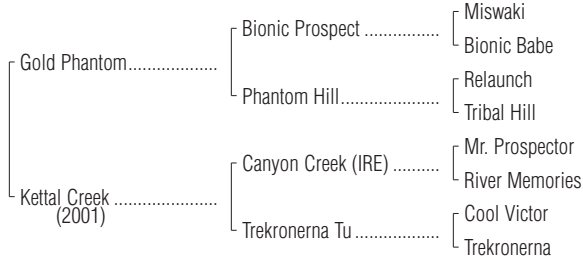 Miswaki
Bionic Prospect ..................
Bionic Babe
Gold Phantom...................
Relaunch
Phantom Hill.......................
Tribal Hill
Mr. Prospector
Canyon Creek (IRE) ...........
River Memories
Kettal Creek ......................
(2001)
Cool Victor
Trekronerna Tu...................
Trekronerna